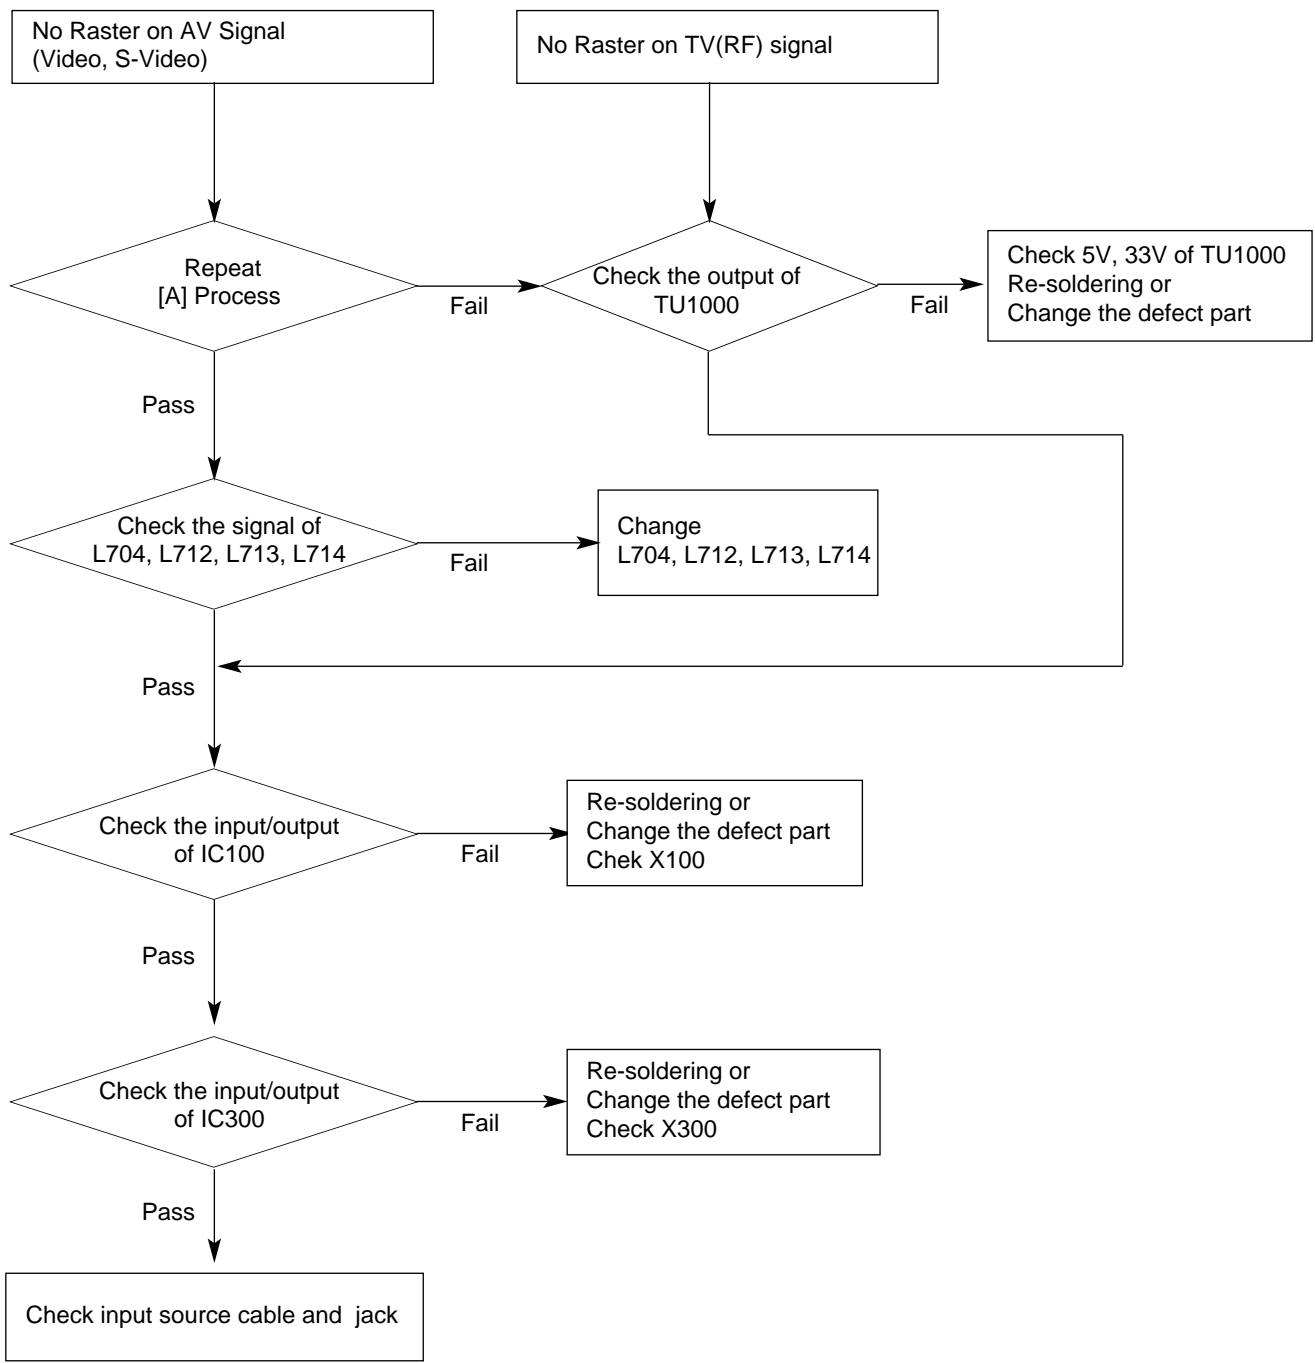 No Raster on AV Signal
(Video, S-Video)
No Raster on TV(RF) signal
Repeat
[A] Process
Fail
Check the output of
TU1000
Fail
Check 5V, 33V of TU1000
Re-soldering or
Change the defect part
Pass
Check the signal of
L704, L712, L713, L714
Fail
Change
L704, L712, L713, L714
Pass
Check the input/output
of IC100
Fail
Re-soldering or
Change the defect part
Chek X100
Pass
Check the input/output
of IC300
Fail
Re-soldering or
Change the defect part
Check X300
Pass
Check input source cable and  jack